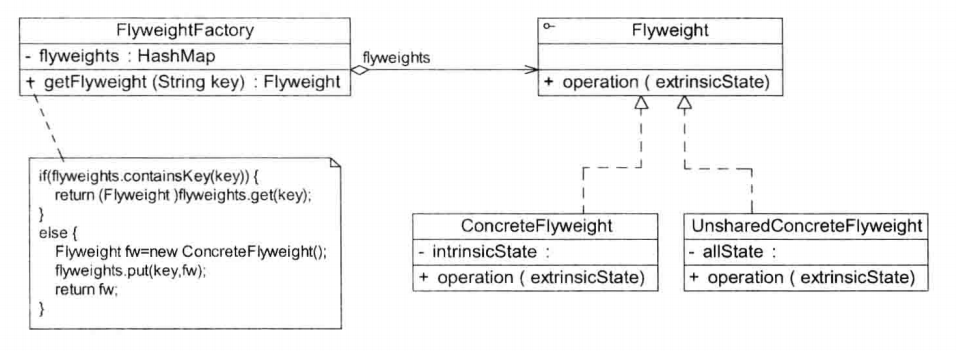 FlyweightFactory
- flyweights : HashMap
+ getFlyweight (String key) : Flyweight
flyweights
Flyweight
+ operation ( extrinsicState)
if(flyweights.containsKey(key)) {
return (Flyweight )flyweights.get(key);
}
else {
Flyweight fw=new ConcreteFlyweight();
flyweights.put(key,fw);
return fw;
}
ConcreteFlyweight
- intrinsicState :
+ operation ( extrinsicState)
UnsharedConcreteFlyweight
- allState :
+ operation ( extrinsicState)